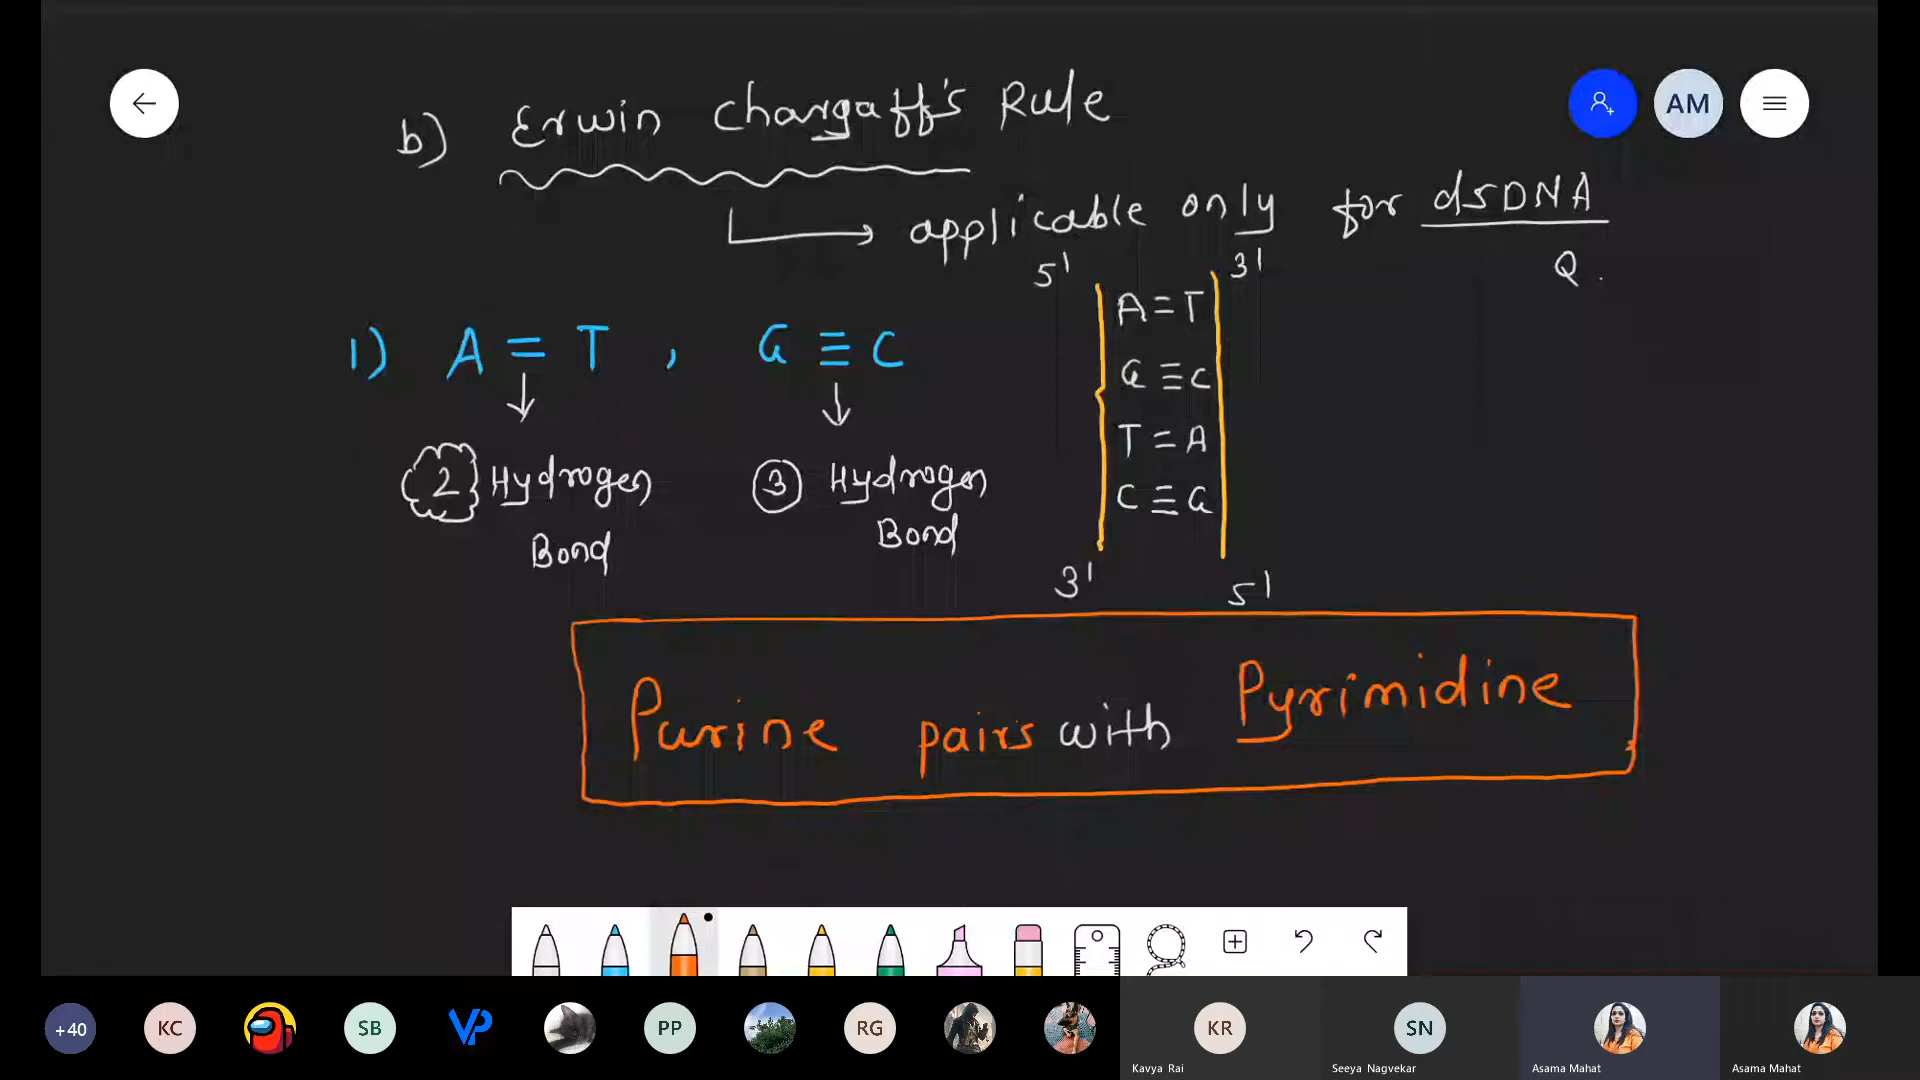 b) Erwin Chargaff's Rule
AM
applicable only for dsDNA
Q.
5' 3'
1) A = T , G ≡ C
A = T
G ≡ C
T = A
C ≡ G
2 Hydrogen Bond
3 Hydrogen Bond
3' 5'
Purine pairs with Pyrimidine
+40 KC SB VP PP RG KR SN
Kavya Rai Seeya Nagvekar Asama Mahat Asama Mahat